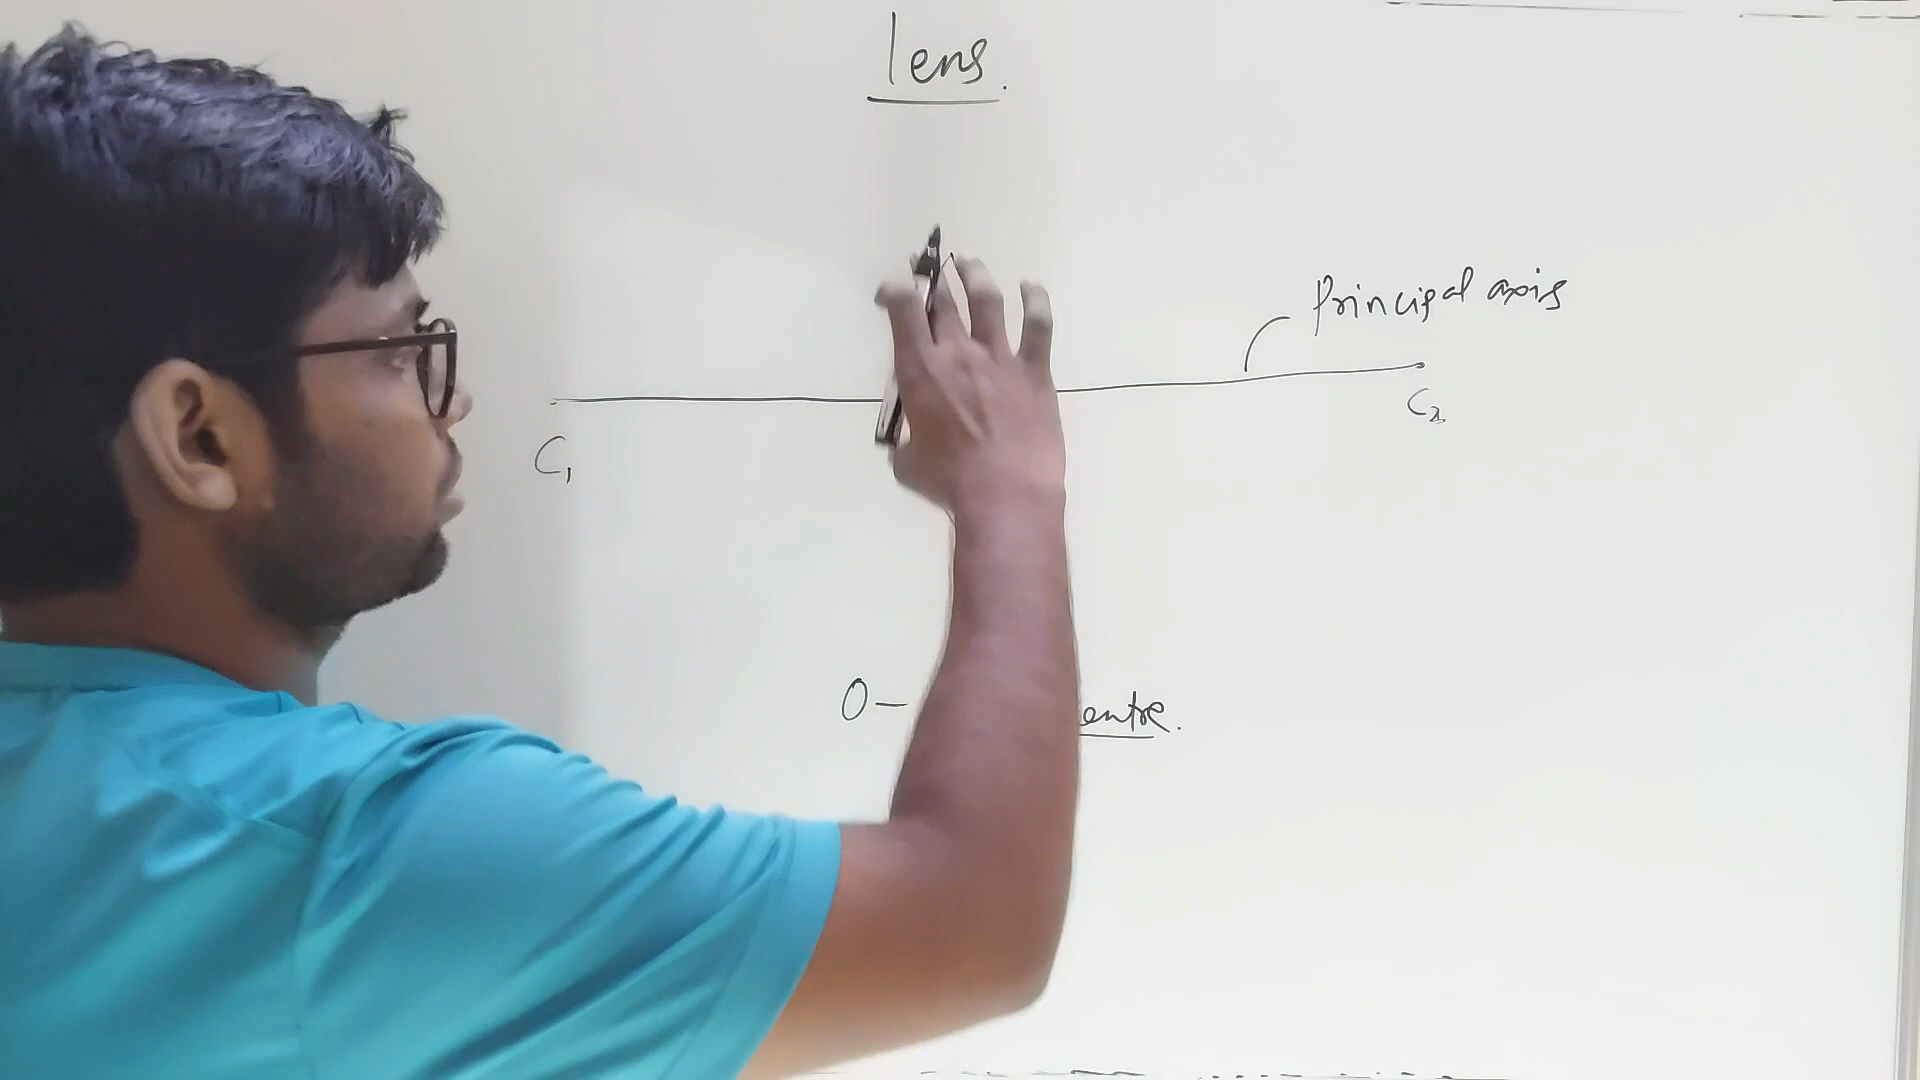 lens.
Principal axis
C1 C2
O- entre.